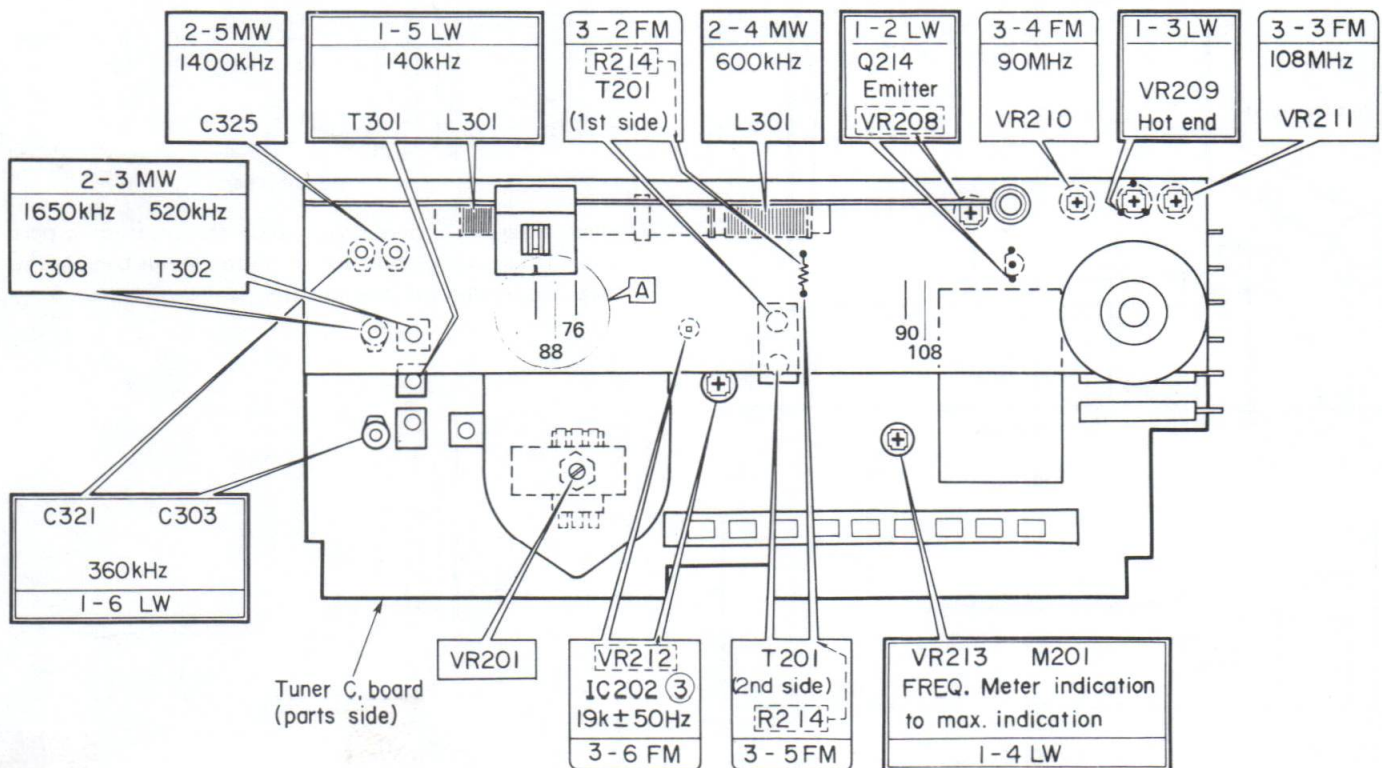 2-5 MW
1400kHz
C325
1-5 LW
140kHz
T301 L301
3-2 FM
R214
T201
(1st side)
2-4 MW
600kHz
L301
1-2 LW
Q214
Emitter
VR208
3-4 FM
90MHz
VR210
1-3 LW
VR209
Hot end
3-3 FM
108MHz
VR211
2-3 MW
1650kHz 520kHz
C308 T302
A
76
88
90
108
C321 C303
360kHz
1-6 LW
Tuner C. board
(parts side)
VR201
VR212
IC202 ③
19k±50Hz
3-6 FM
T201
(2nd side)
R214
3-5 FM
VR213 M201
FREQ. Meter indication
to max. indication
1-4 LW